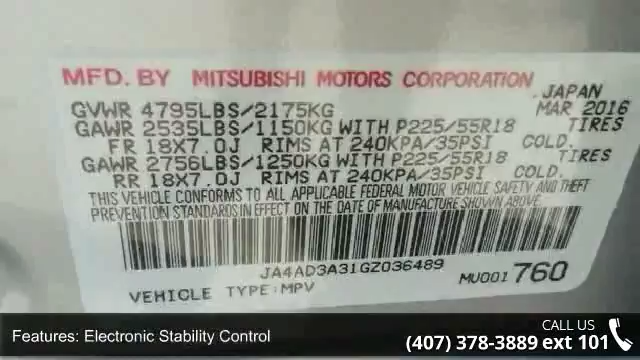 MFD. BY MITSUBISHI MOTORS CORPORATION
JAPAN
GVWR 4795LBS/2175KG MAR 2016
GAWR 2535LBS/1150KG WITH P225/55R18 TIRES
FR 18X7.0J RIMS AT 240KPA/35PSI COLD.
GAWR 2756LBS/1250KG WITH P225/55R18 TIRES
RR 18X7.0J RIMS AT 240KPA/35PSI COLD.
THIS VEHICLE CONFORMS TO ALL APPLICABLE FEDERAL MOTOR VEHICLE SAFETY AND THEFT
PREVENTION STANDARDS IN EFFECT ON THE DATE OF MANUFACTURE SHOWN ABOVE.
JA4AD3A31GZ036489
MU001 760
VEHICLE TYPE:MPV
Features: Electronic Stability Control
CALL US
(407) 378-3889 ext 101